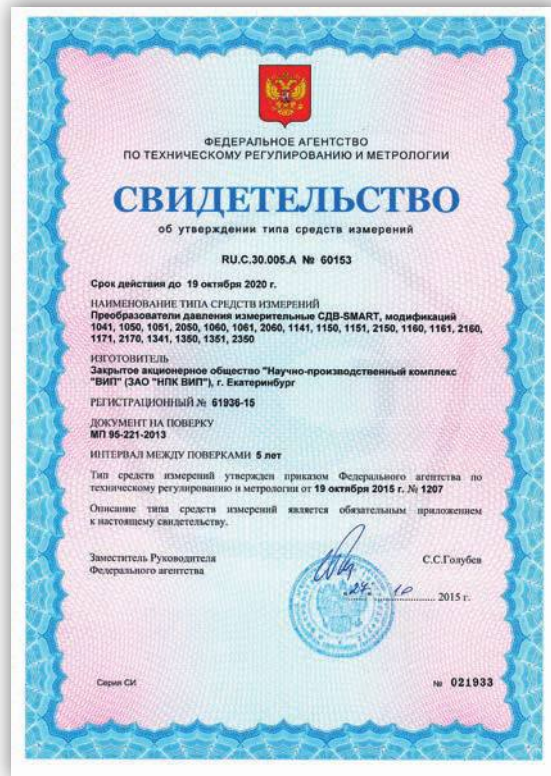 ФЕДЕРАЛЬНОЕ АГЕНТСТВО
ПО ТЕХНИЧЕСКОМУ РЕГУЛИРОВАНИЮ И МЕТРОЛОГИИ
СВИДЕТЕЛЬСТВО
об утверждении типа средств измерений
RU.C.30.005.A № 60153
Срок действия до 19 октября 2020 г.
НАИМЕНОВАНИЕ ТИПА СРЕДСТВ ИЗМЕРЕНИЙ
Преобразователи давления измерительные СДВ-SMART, модификаций
1041, 1050, 1051, 2050, 1060, 1061, 2060, 1141, 1150, 1151, 2150, 1160, 1161, 2160,
1171, 2170, 1341, 1350, 1351, 2350
ИЗГОТОВИТЕЛЬ
Закрытое акционерное общество "Научно-производственный комплекс
"ВИП" (ЗАО "НПК ВИП"), г. Екатеринбург
РЕГИСТРАЦИОННЫЙ № 61936-15
ДОКУМЕНТ НА ПОВЕРКУ
МП 95-221-2013
ИНТЕРВАЛ МЕЖДУ ПОВЕРКАМИ 5 лет
Тип средств измерений утвержден приказом Федерального агентства по
техническому регулированию и метрологии от 19 октября 2015 г. № 1207
Описание типа средств измерений является обязательным приложением
к настоящему свидетельству.
Заместитель Руководителя
Федерального агентства
С.С.Голубев
27. 10 2015 г.
Серия СИ
№ 021933